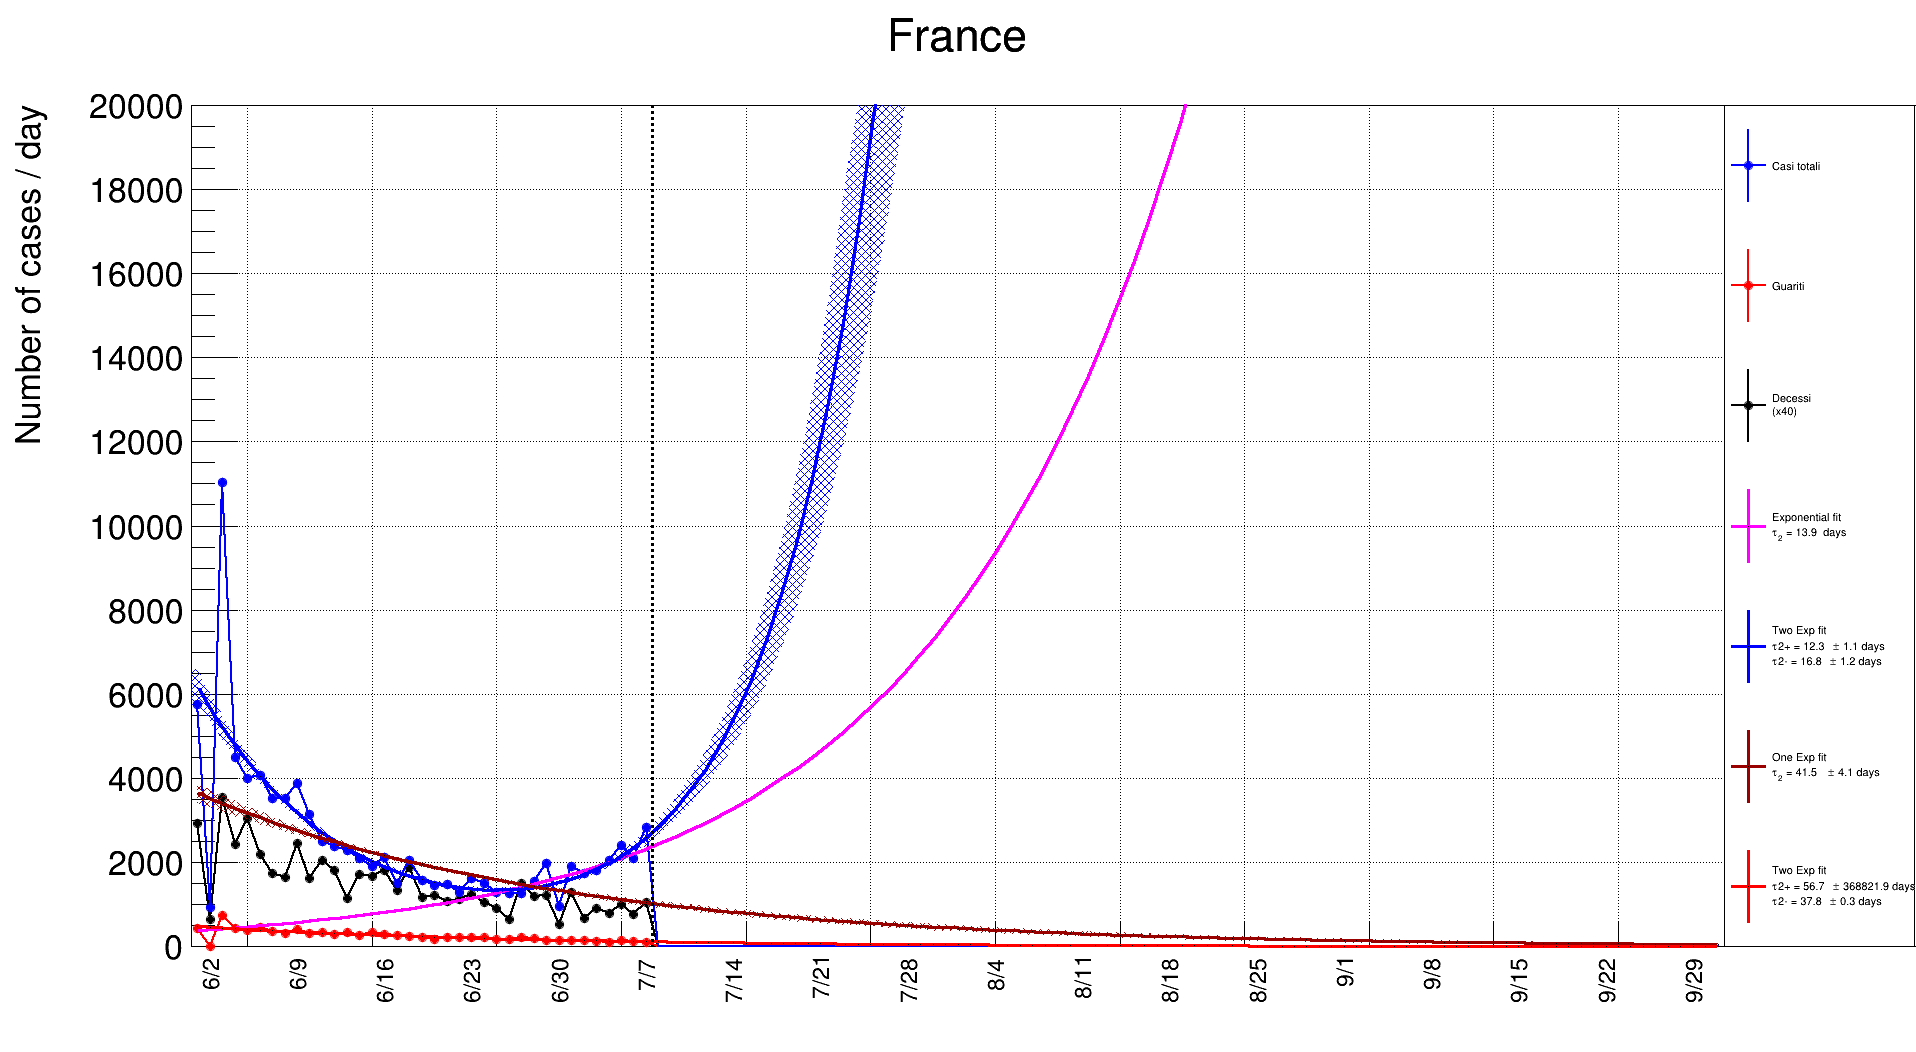 France
Number of cases / day
20000
18000
16000
14000
12000
10000
8000
6000
4000
2000
0
6/2
6/9
6/16
6/23
6/30
7/7
7/14
7/21
7/28
8/4
8/11
8/18
8/25
9/1
9/8
9/15
9/22
9/29
Casi totali
Guariti
Decessi
(x40)
Exponential fit
τ2 = 13.9 days
Two Exp fit
τ2+ = 12.3 ± 1.1 days
τ2- = 16.8 ± 1.2 days
One Exp fit
τ2 = 41.5 ± 4.1 days
Two Exp fit
τ2+ = 56.7 ± 368821.9 days
τ2- = 37.8 ± 0.3 days